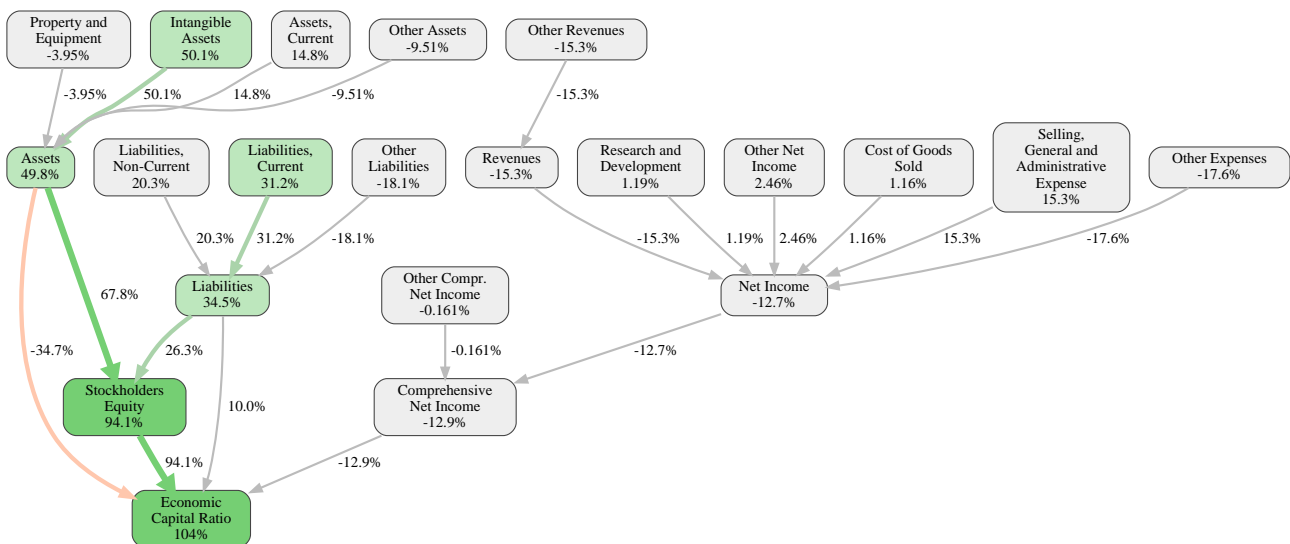 Property and
Equipment
-3.95%
Intangible
Assets
50.1%
Assets,
Current
14.8%
Other Assets
-9.51%
Other Revenues
-15.3%
-3.95%
50.1%
14.8%
-9.51%
-15.3%
Assets
49.8%
Liabilities,
Non-Current
20.3%
Liabilities,
Current
31.2%
Other
Liabilities
-18.1%
Revenues
-15.3%
Research and
Development
1.19%
Other Net
Income
2.46%
Cost of Goods
Sold
1.16%
Selling,
General and
Administrative
Expense
15.3%
Other Expenses
-17.6%
20.3%
31.2%
-18.1%
-15.3%
1.19%
2.46%
1.16%
15.3%
-17.6%
67.8%
Liabilities
34.5%
Other Compr.
Net Income
-0.161%
Net Income
-12.7%
-34.7%
26.3%
-0.161%
-12.7%
Stockholders
Equity
94.1%
10.0%
Comprehensive
Net Income
-12.9%
94.1%
-12.9%
Economic
Capital Ratio
104%